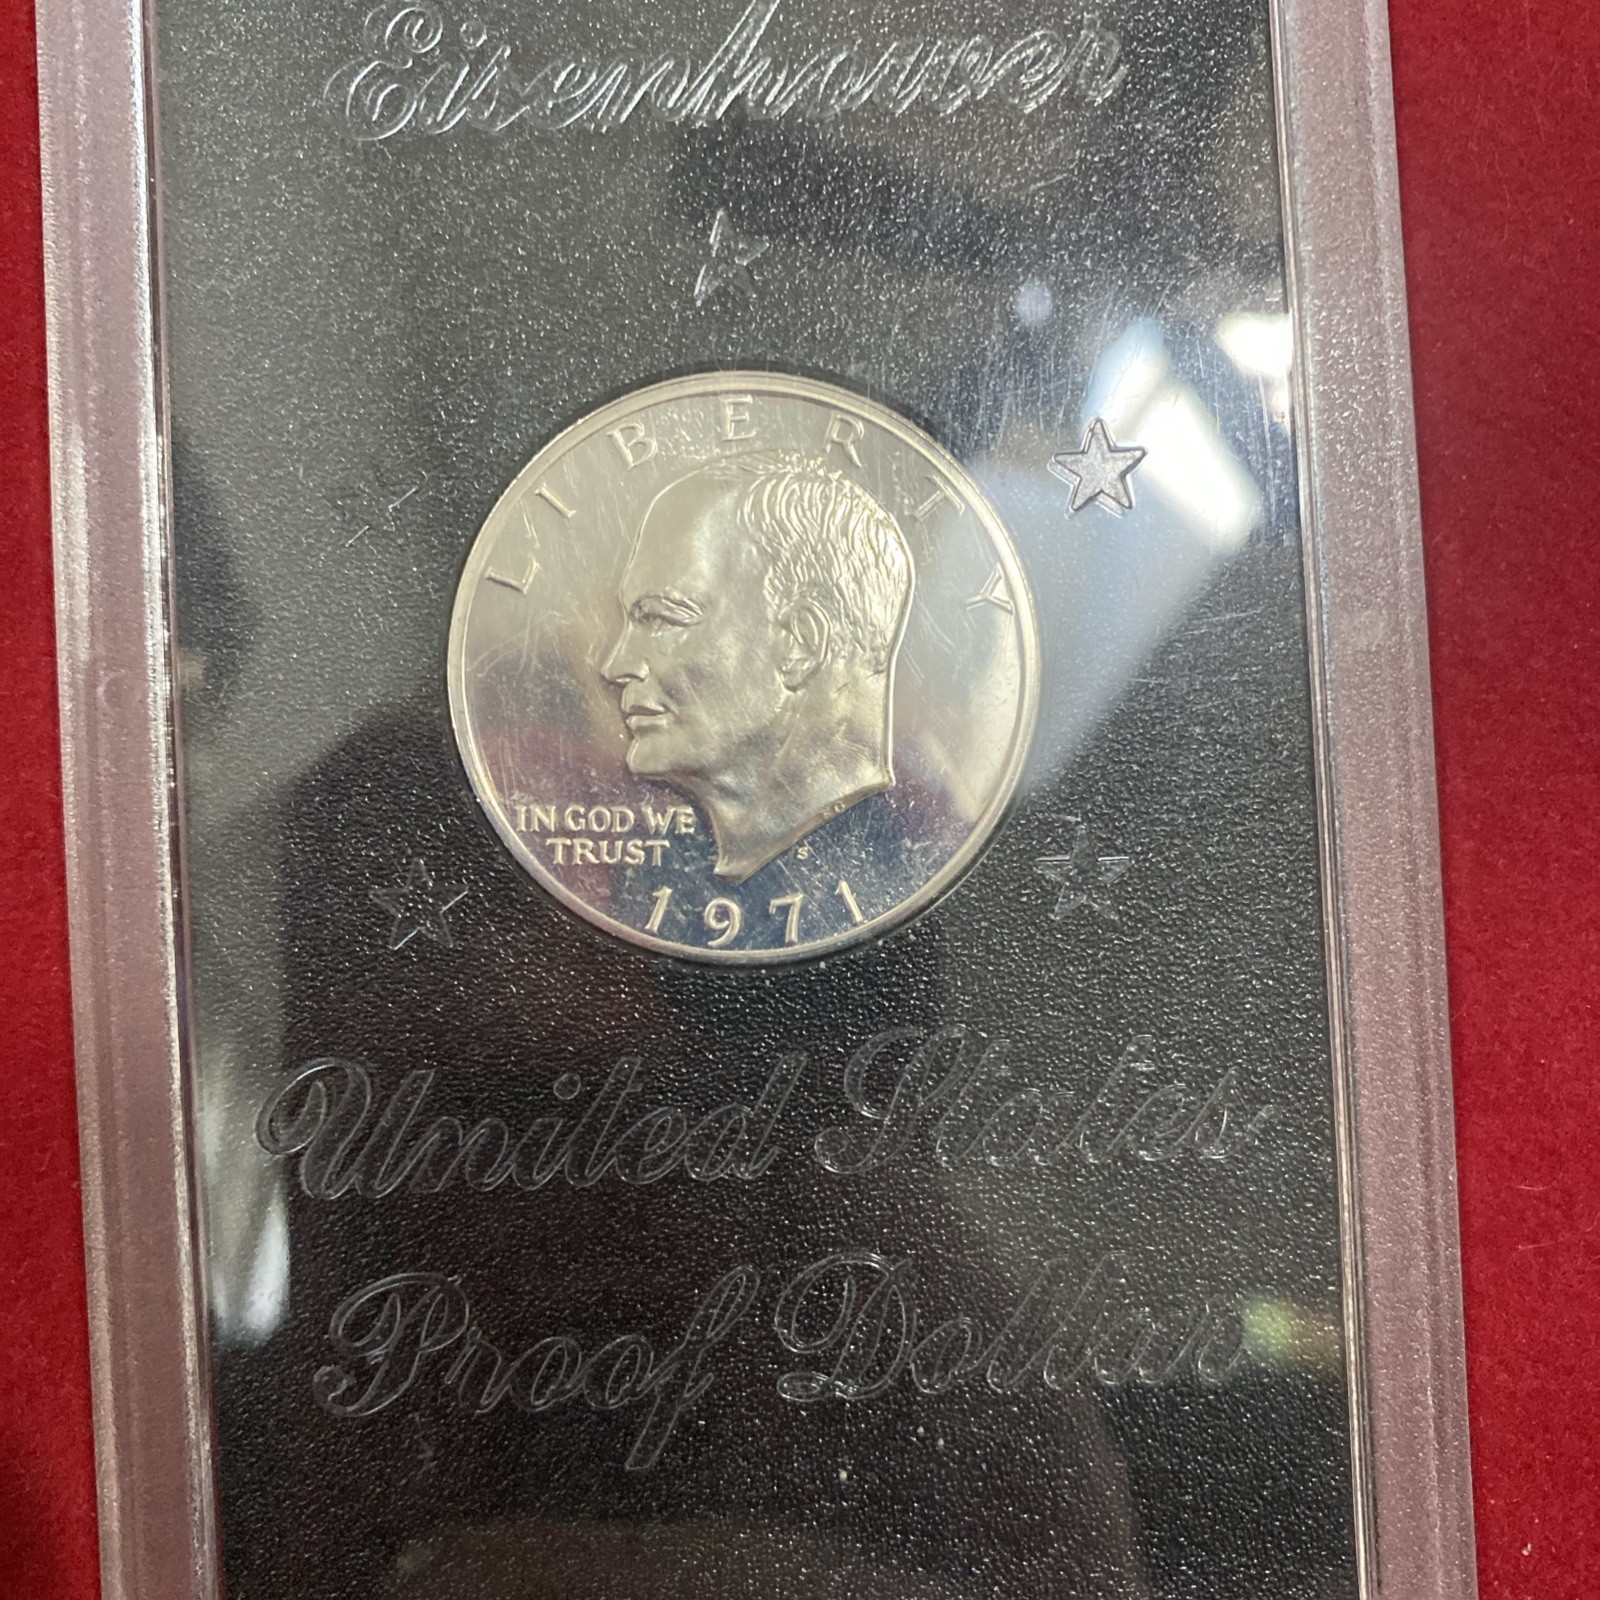 Eisenhower
LIBERTY
IN GOD WE
TRUST
S
1971
United States
Proof Dollar